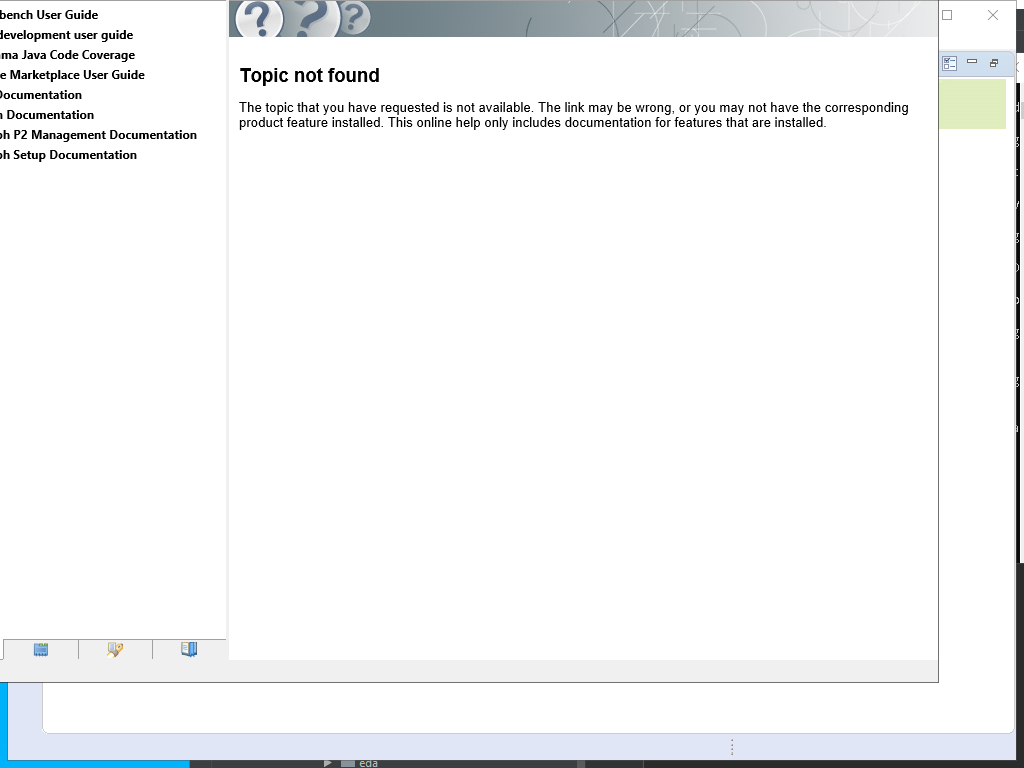 bench User Guide
development user guide
ma Java Code Coverage
e Marketplace User Guide
Documentation
n Documentation
ph P2 Management Documentation
ph Setup Documentation
Topic not found
The topic that you have requested is not available. The link may be wrong, or you may not have the corresponding
product feature installed. This online help only includes documentation for features that are installed.
eda